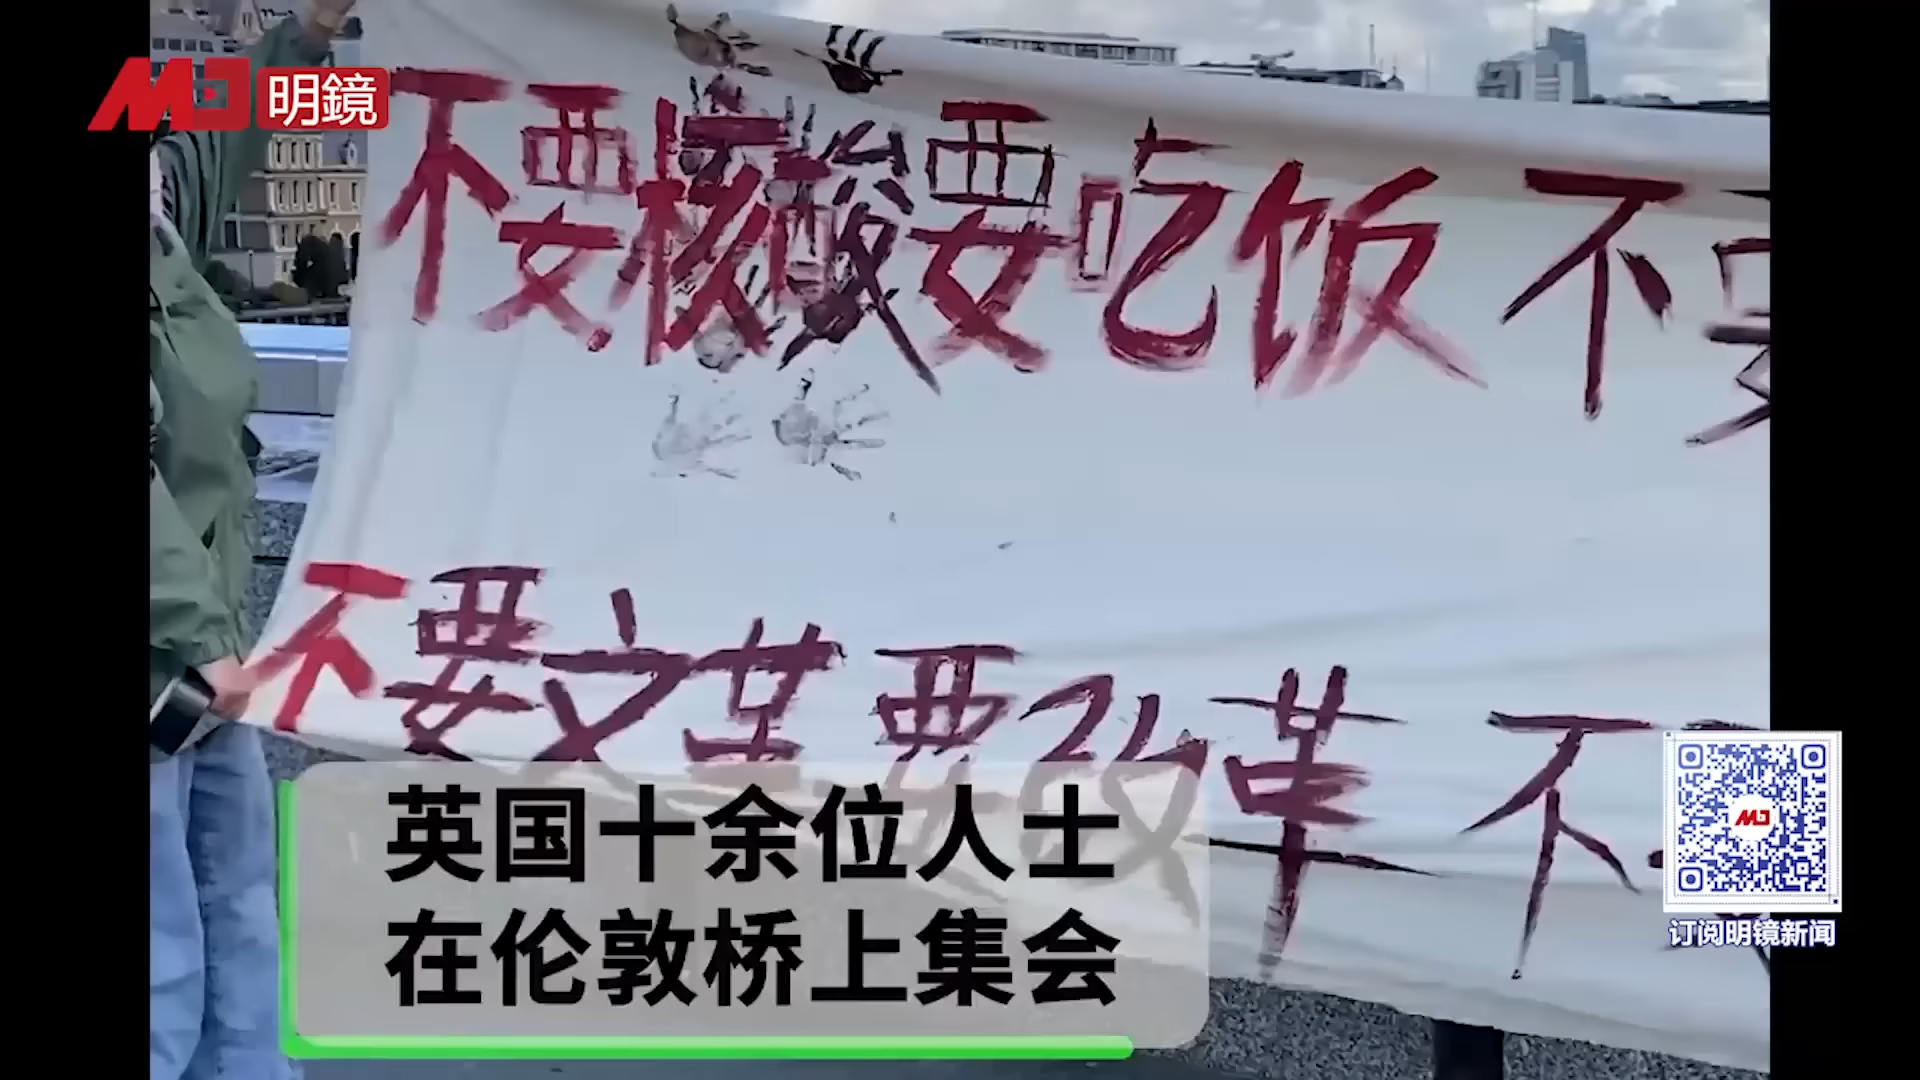 明鏡
不要核酸要吃饭 不要
不要文革要改革 不
英国十余位人士
在伦敦桥上集会
订阅明镜新闻